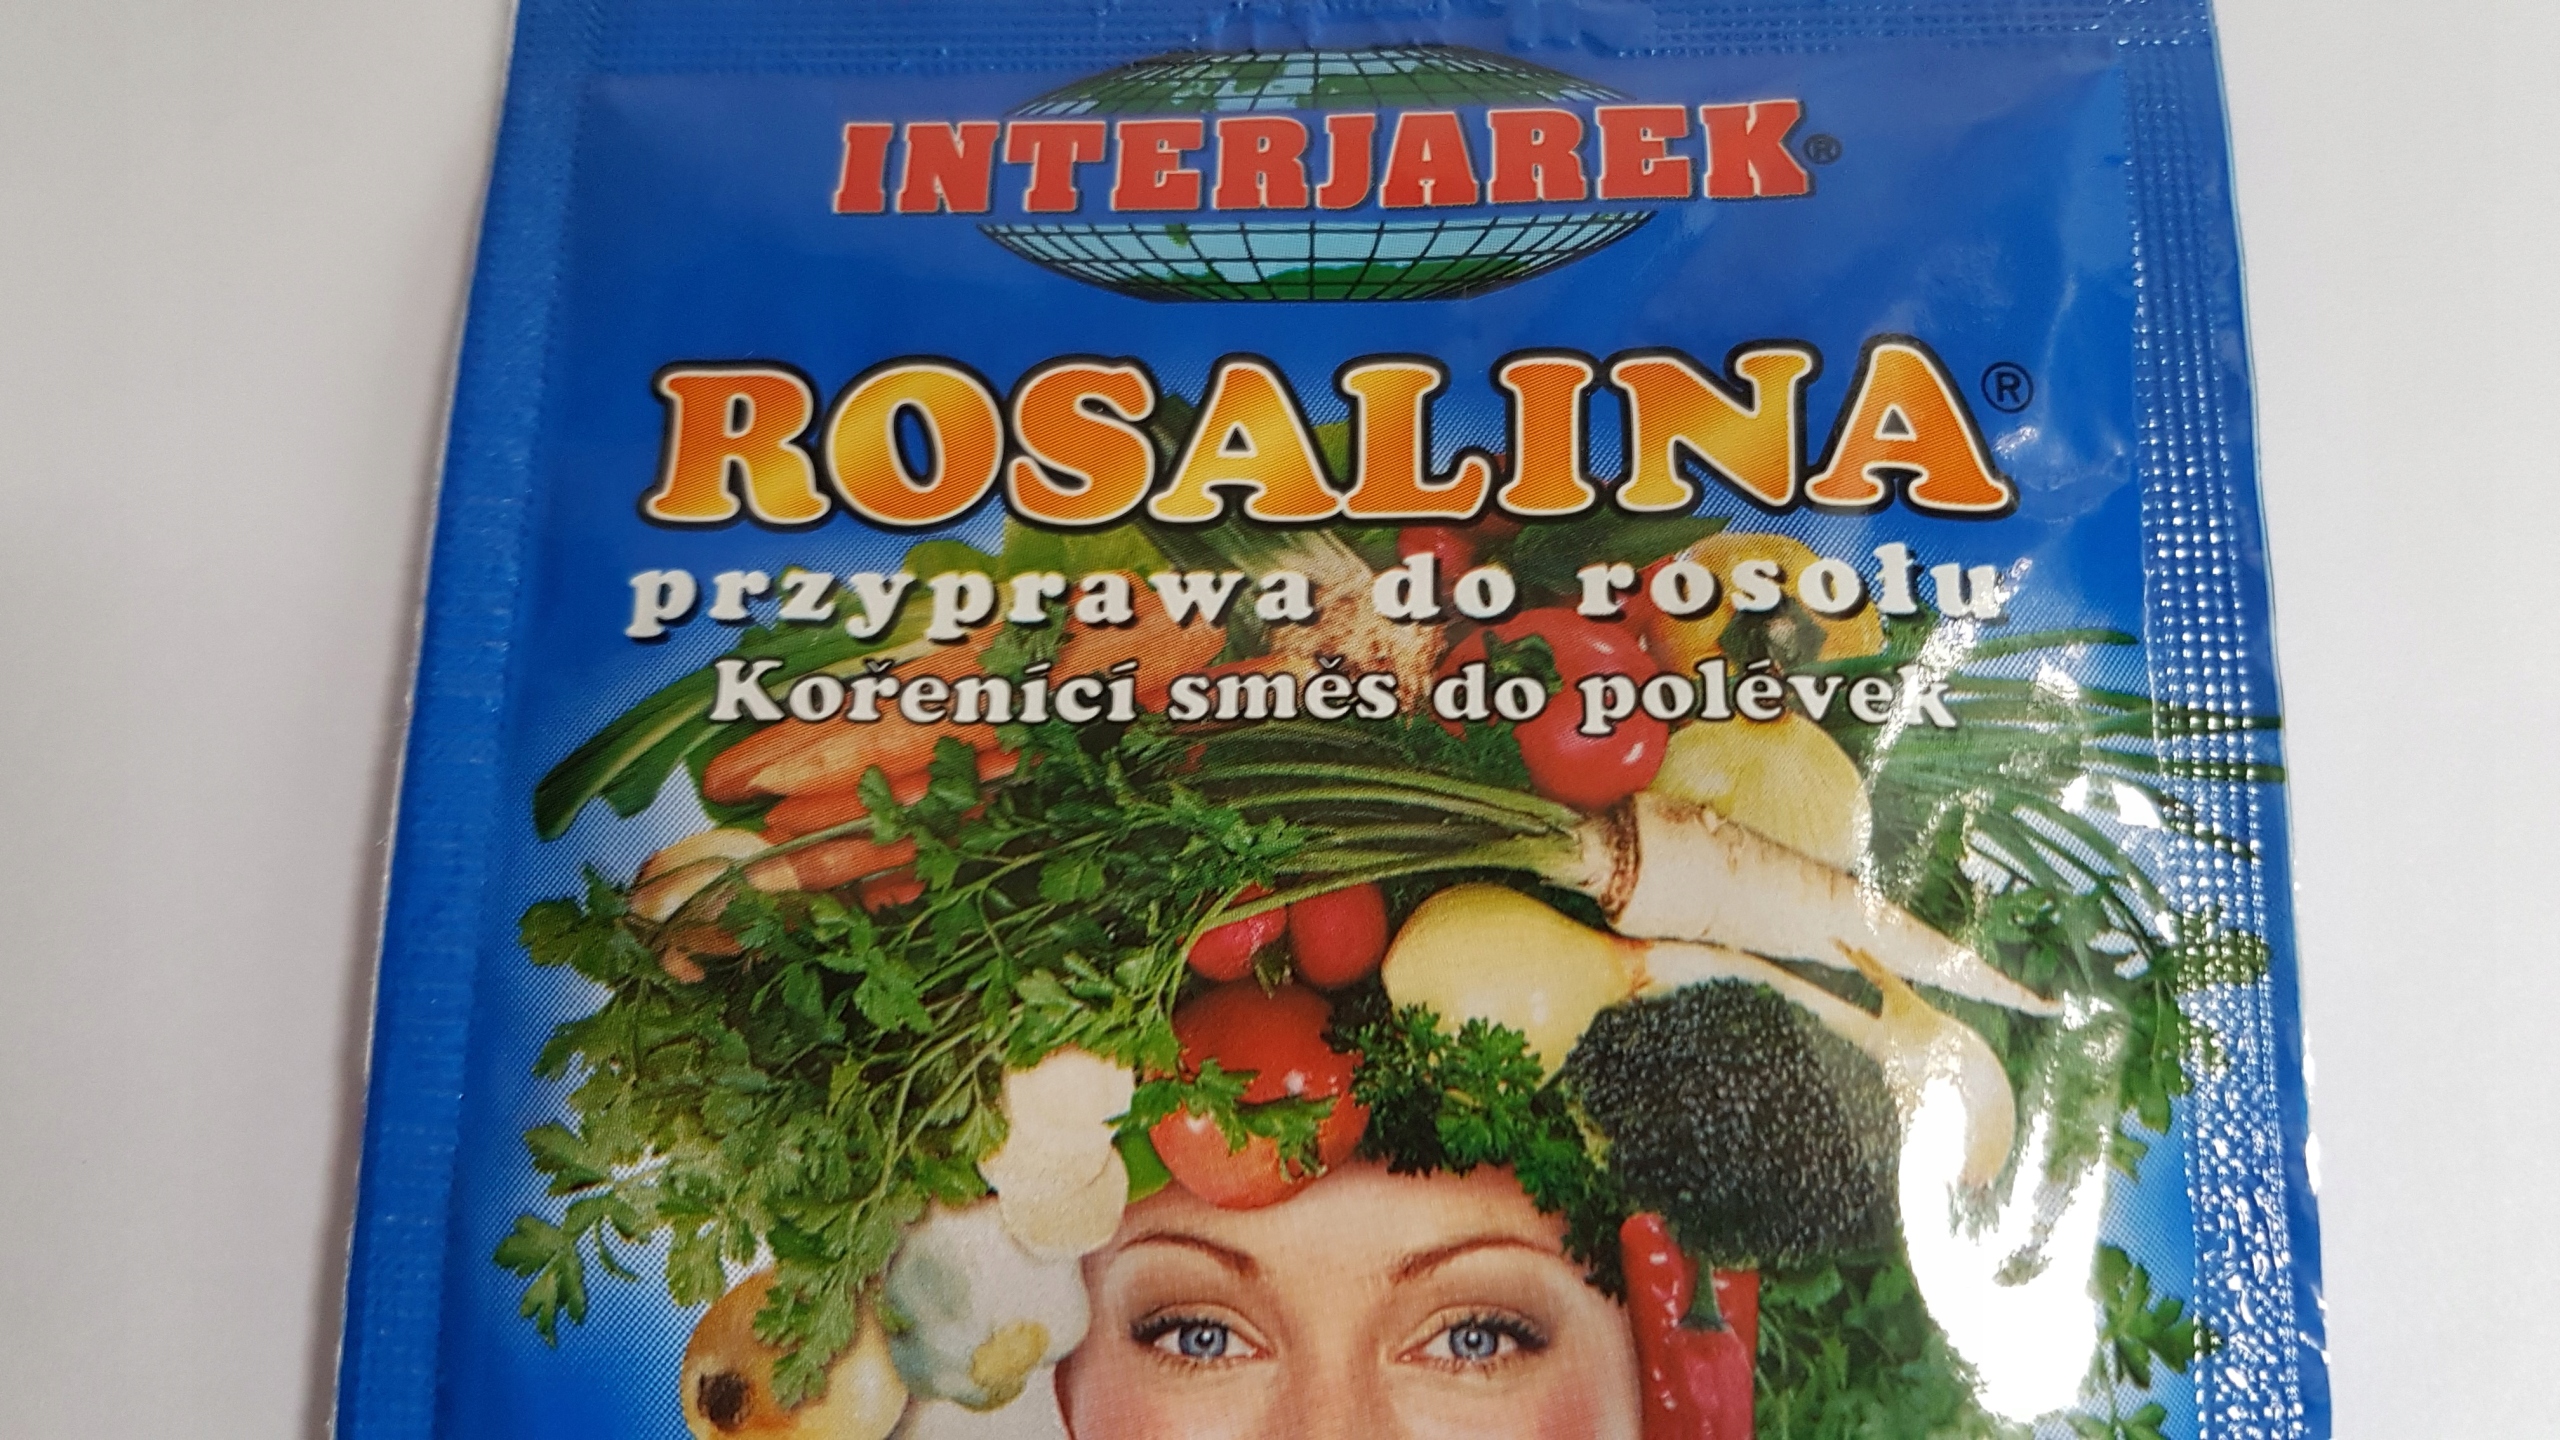 INTERJAREK®
ROSALINA®
przyprawa do rosołu
Kořenící směs do polévek